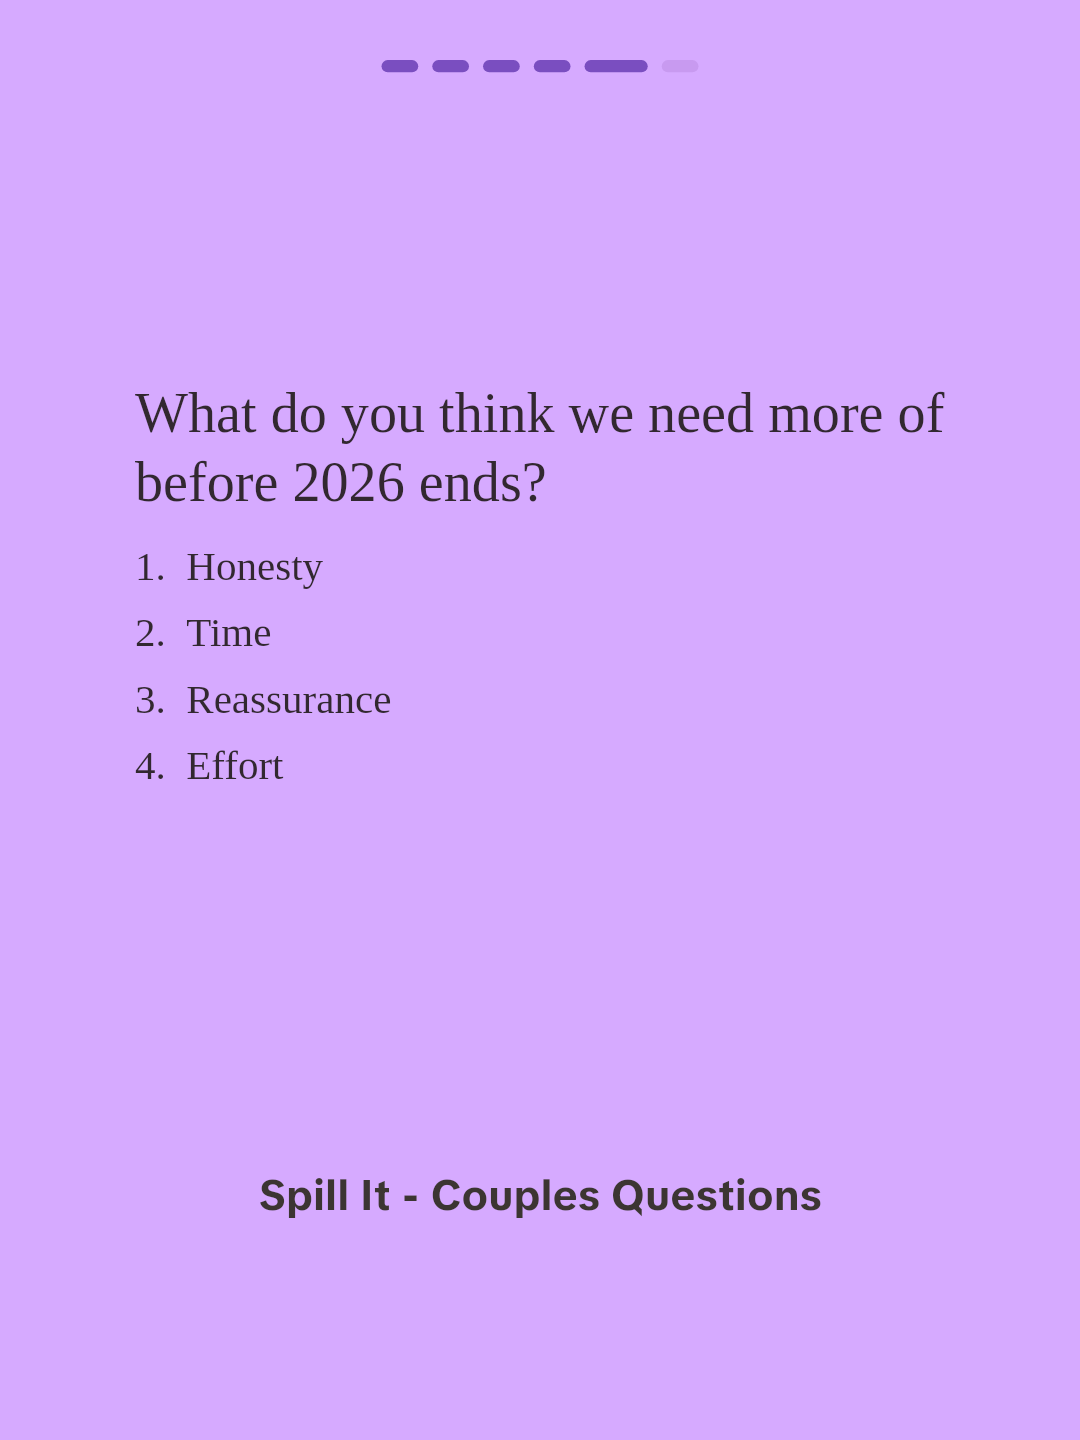 What do you think we need more of
before 2026 ends?
1. Honesty
2. Time
3. Reassurance
4. Effort
Spill It - Couples Questions